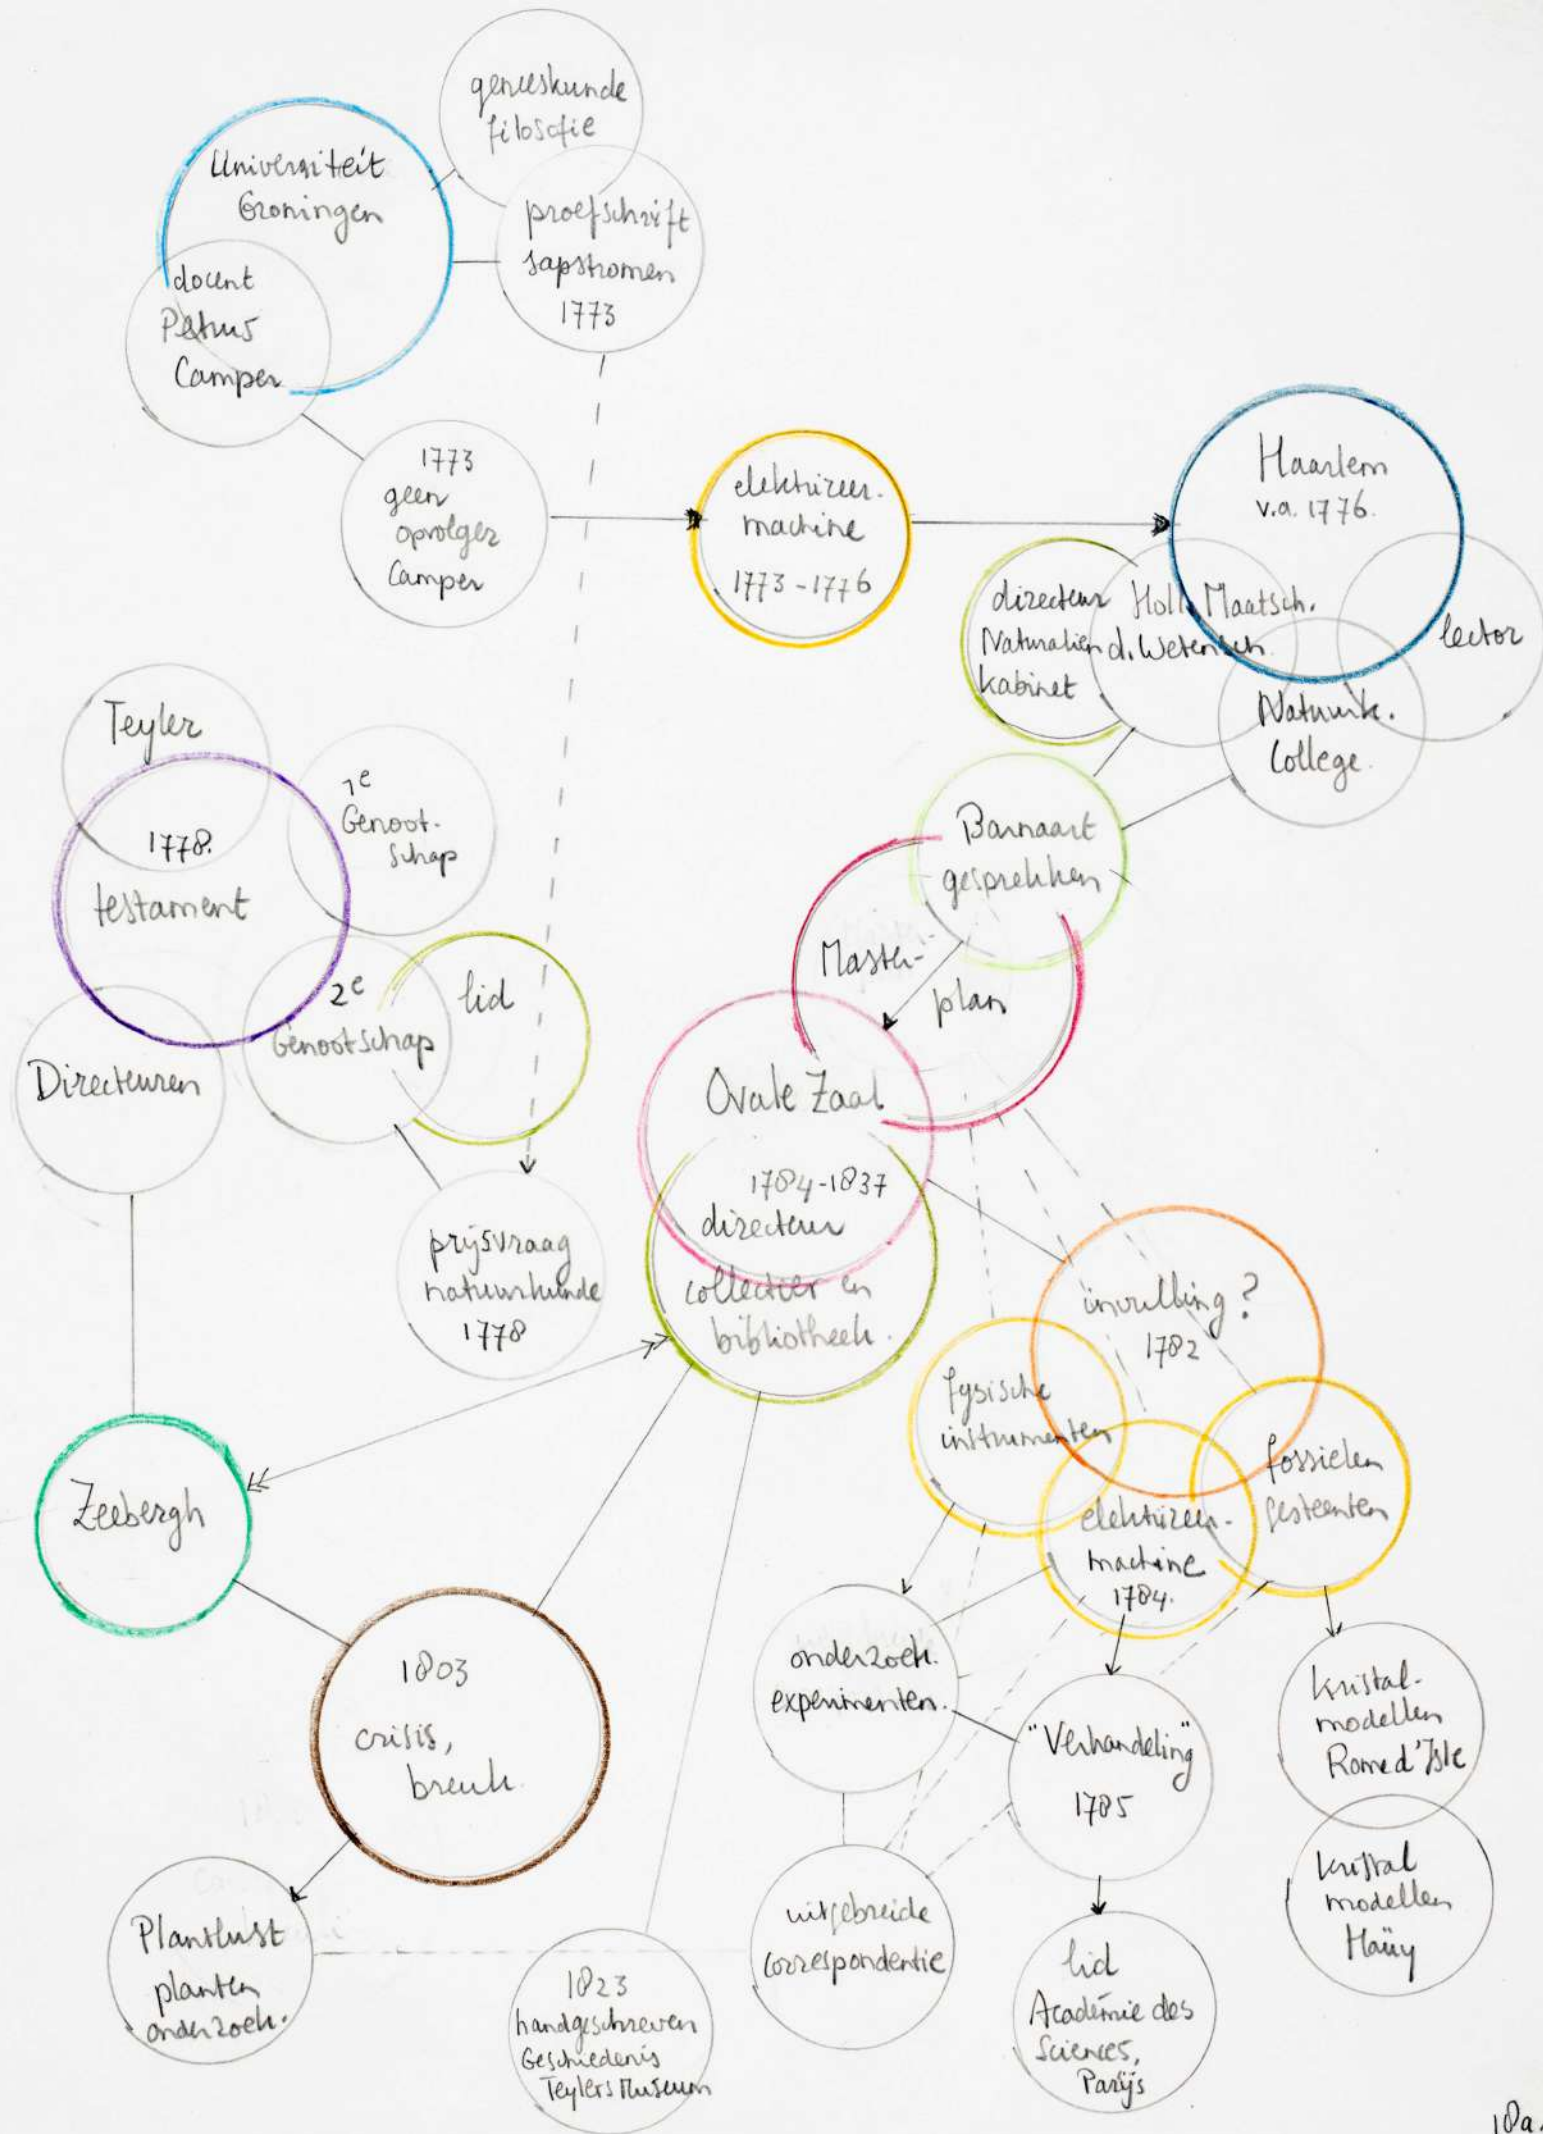 geneeskunde
filosofie
Universiteit
Groningen
proefschrift
sapstromen
1773
docent
Petrus
Camper
1773
geen
opvolger
Camper
elektriseer-
machine
1773-1776
Haarlem
v.a. 1776.
directeur
Naturaliën
kabinet
Holl. Maatsch.
d. Wetensch.
lector
Natuurk.
College.
Teyler
1778.
testament
1e
Genoot-
schap
2e
Genootschap
lid
Directeuren
prijsvraag
natuurkunde
1778
Barnaart
gesprekken
Master-
plan
Ovale Zaal
1784-1837
directeur
collecties en
bibliotheek.
invulling?
1782
fysische
instrumenten
elektriseer-
machine
1784.
fossielen
gesteenten
Zeebergh
1803
crisis,
breuk.
onderzoek.
experimenten.
"Verhandeling"
1785
kristal-
modellen
Romé d'Isle
kristal
modellen
Haüy
Plantlust
planten
onderzoek.
1823
handgeschreven
Geschiedenis
Teylers Museum
uitgebreide
correspondentie
lid
Académie des
Sciences,
Parijs
18a.